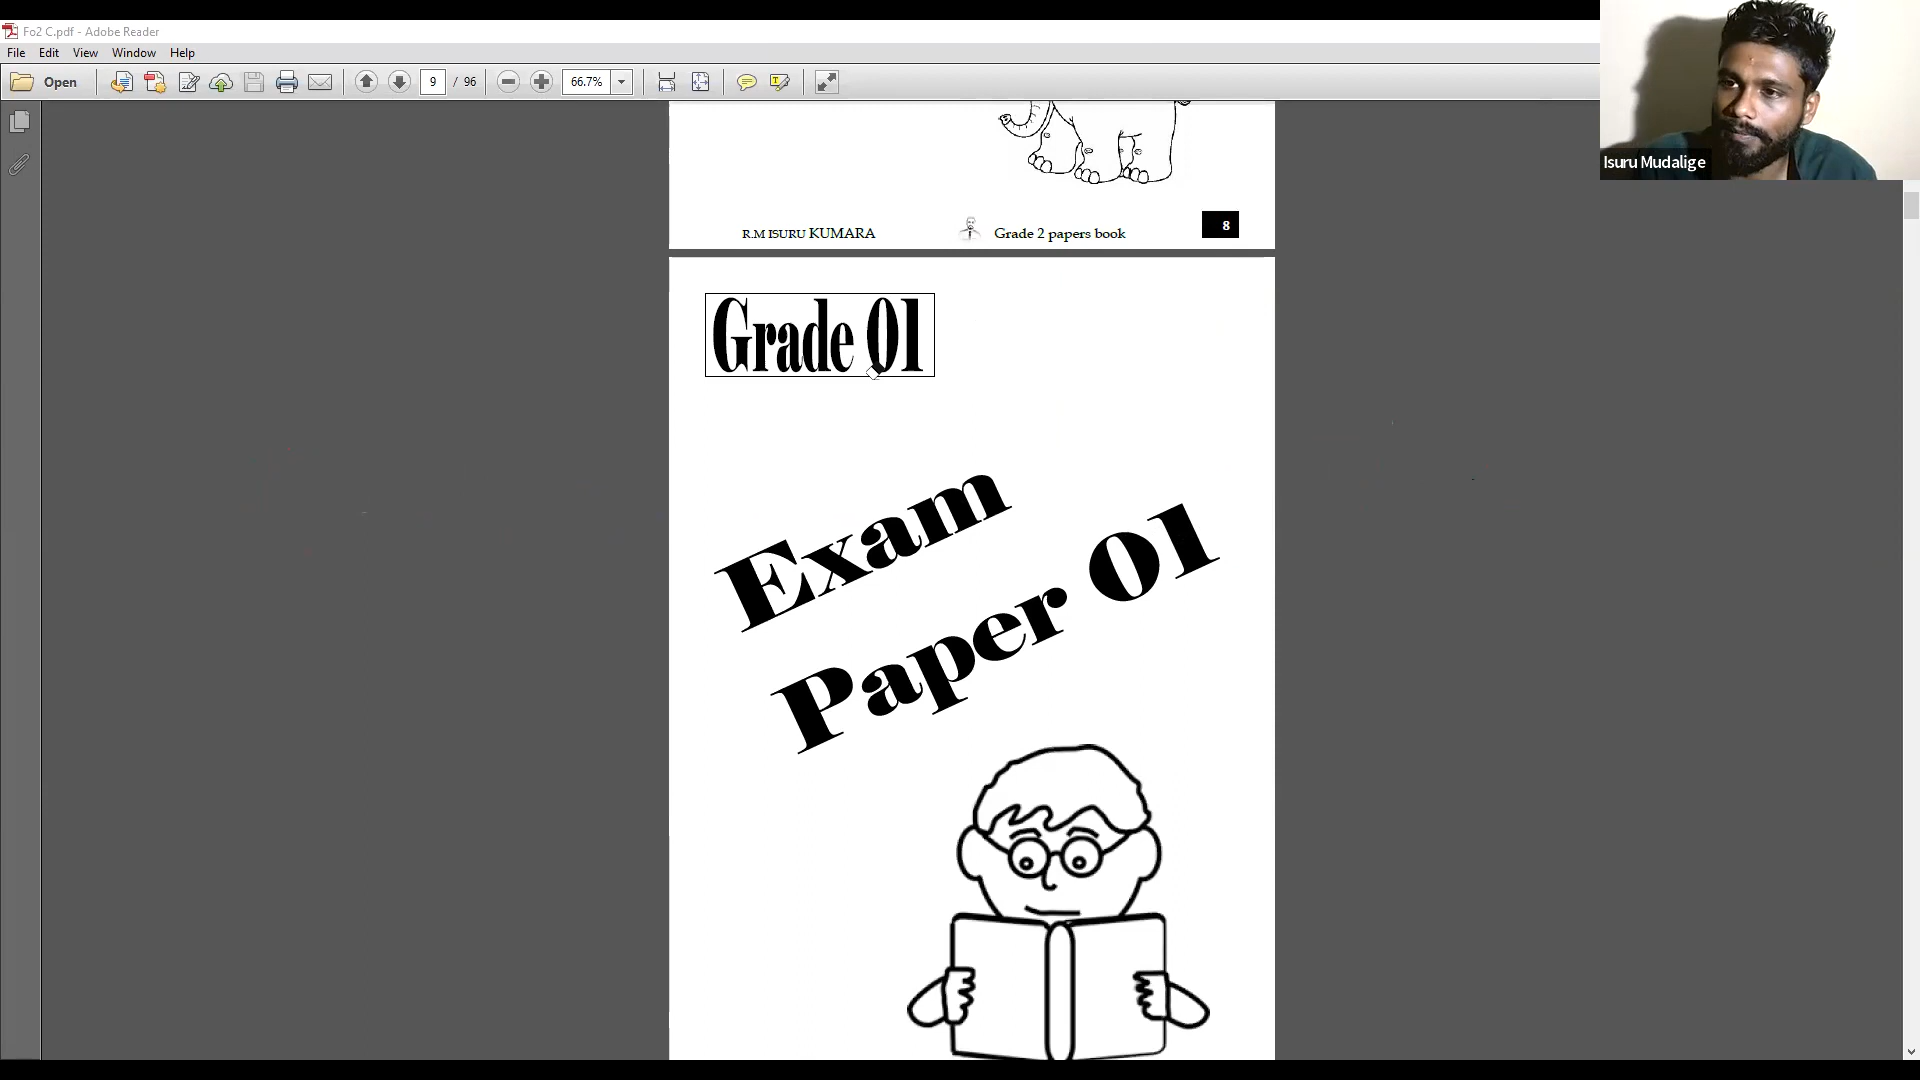 Fo2 C.pdf - Adobe Reader
File Edit View Window Help
Open 9 / 96 66.7%
Isuru Mudalige
R.M ISURU KUMARA Grade 2 papers book 8
Grade 01
Exam
Paper 01